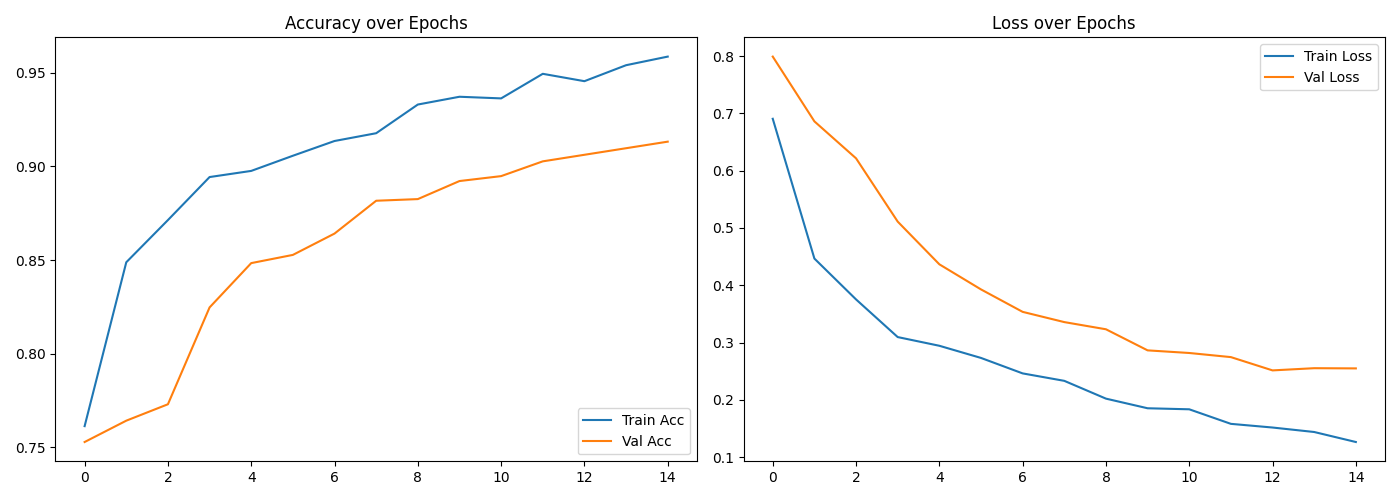 Accuracy over Epochs
0.95
0.90
0.85
0.80
0.75
0 2 4 6 8 10 12 14
Train Acc
Val Acc
Loss over Epochs
0.8
0.7
0.6
0.5
0.4
0.3
0.2
0.1
0 2 4 6 8 10 12 14
Train Loss
Val Loss